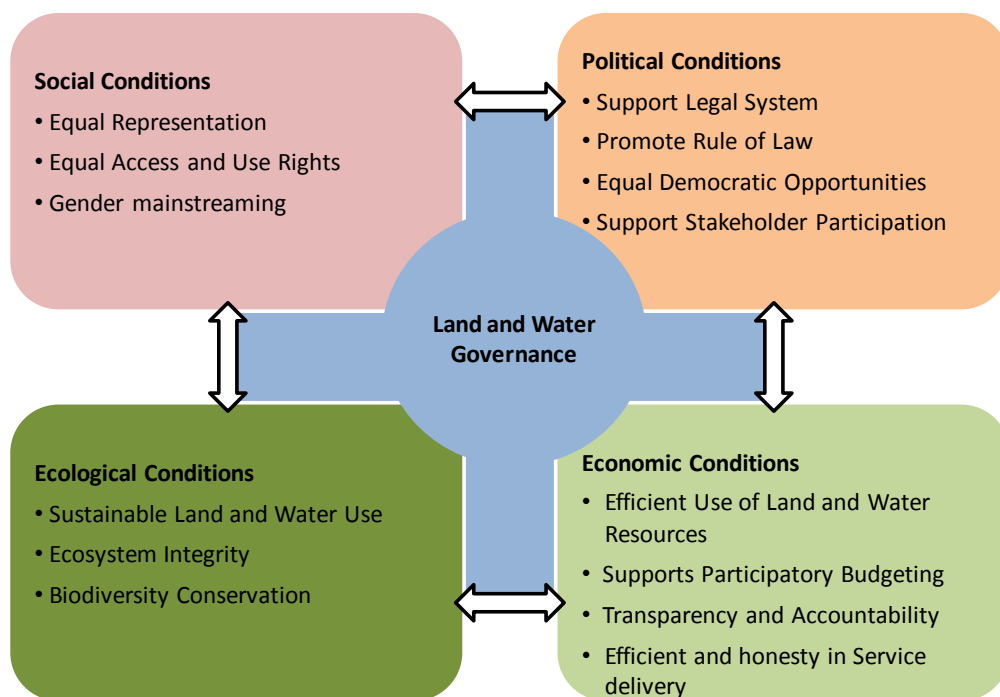 Social Conditions
• Equal Representation
• Equal Access and Use Rights
• Gender mainstreaming
Political Conditions
• Support Legal System
• Promote Rule of Law
• Equal Democratic Opportunities
• Support Stakeholder Participation
Land and Water
Governance
Ecological Conditions
• Sustainable Land and Water Use
• Ecosystem Integrity
• Biodiversity Conservation
Economic Conditions
• Efficient Use of Land and Water
Resources
• Supports Participatory Budgeting
• Transparency and Accountability
• Efficient and honesty in Service
delivery